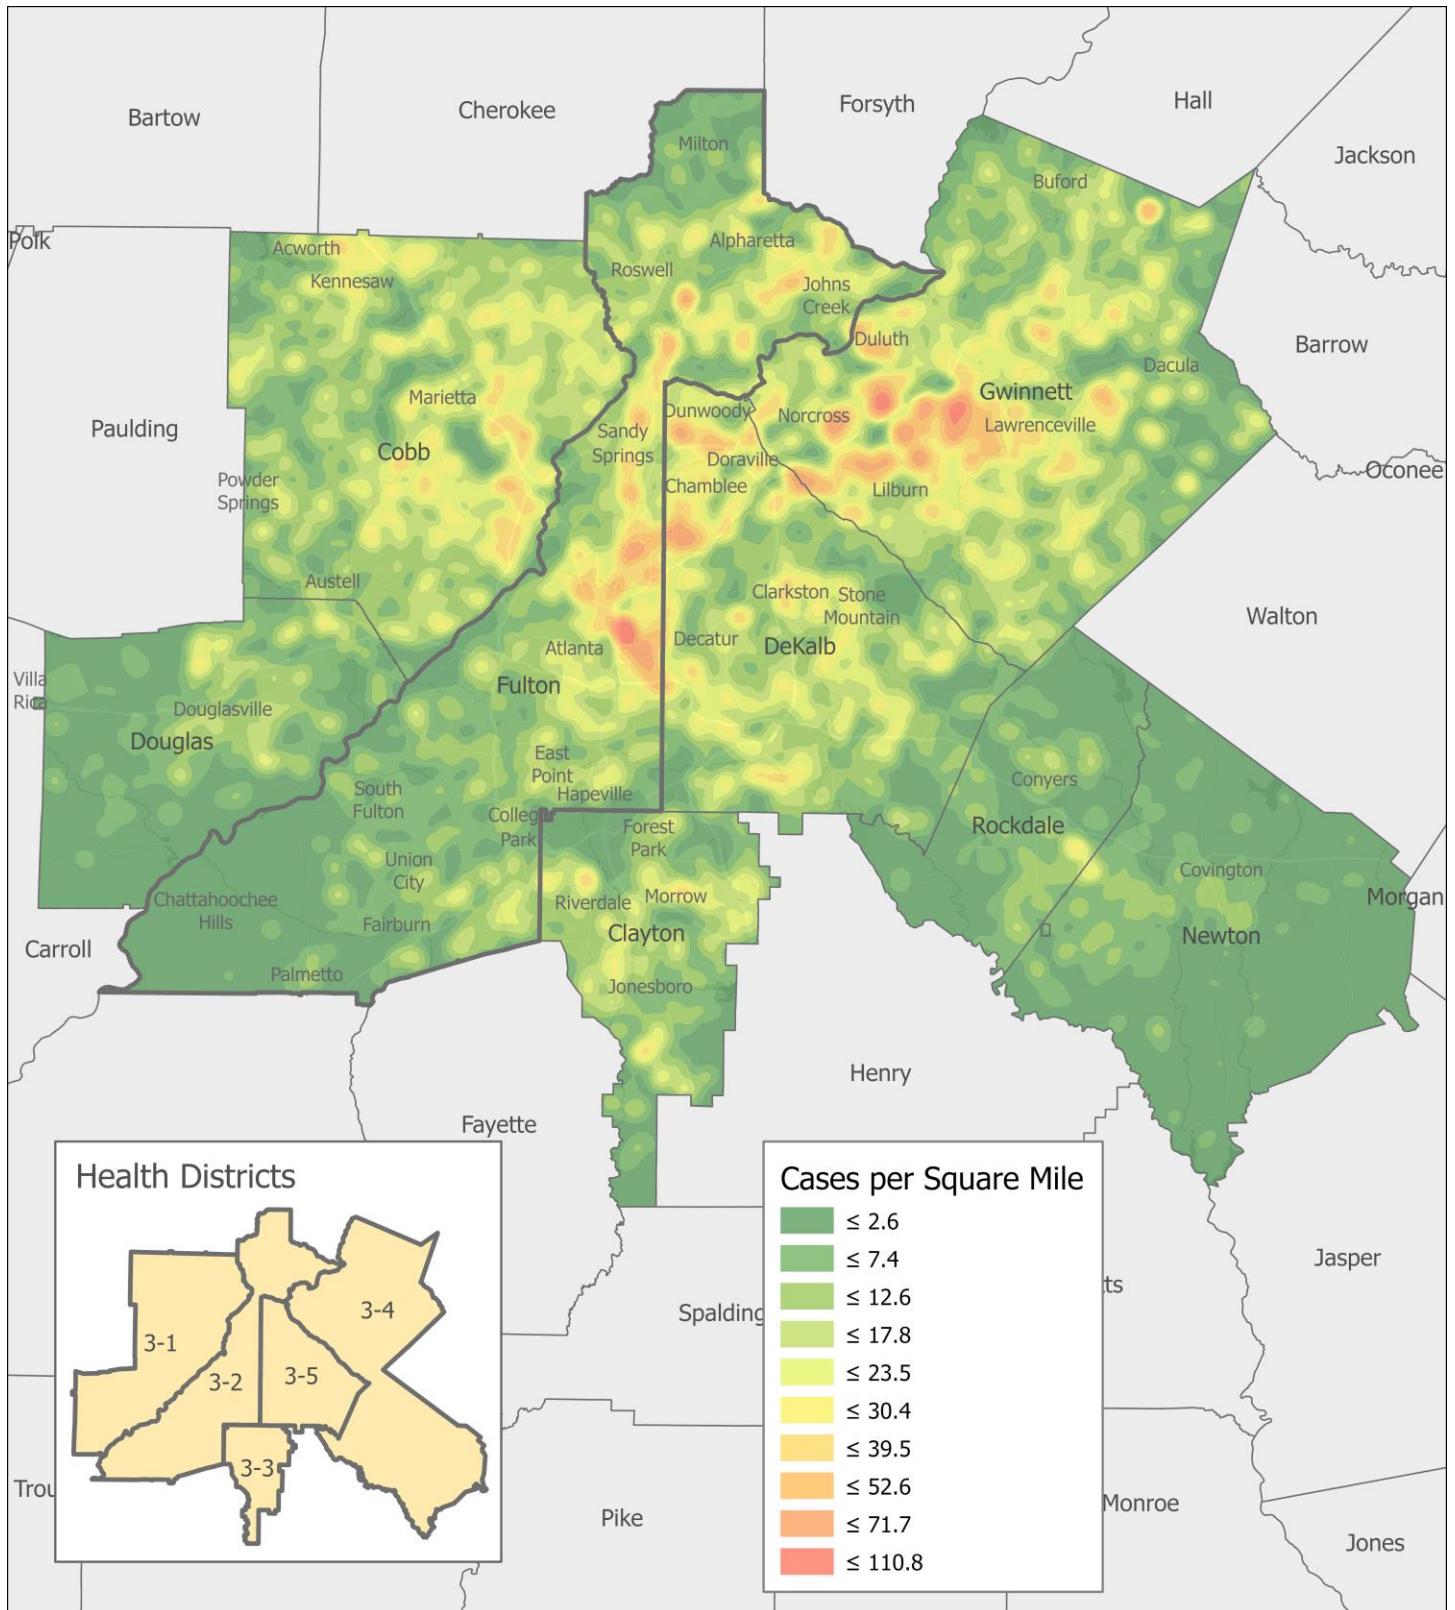 Bartow
Cherokee
Forsyth
Hall
Jackson
Milton
Buford
Polk
Acworth
Alpharetta
Kennesaw
Roswell
Johns
Creek
Duluth
Barrow
Dacula
Marietta
Gwinnett
Paulding
Dunwoody
Norcross
Lawrenceville
Cobb
Sandy
Springs
Doraville
Oconee
Powder
Springs
Chamblee
Lilburn
Austell
Clarkston
Stone
Mountain
Walton
Atlanta
Decatur
DeKalb
Villa
Rica
Fulton
Douglasville
Douglas
East
Point
Hapeville
Conyers
South
Fulton
College
Park
Forest
Park
Rockdale
Union
City
Covington
Chattahoochee
Hills
Riverdale
Morrow
Morgan
Fairburn
Clayton
Newton
Carroll
Palmetto
Jonesboro
Henry
Fayette
Health Districts
3-1
3-2
3-3
3-4
3-5
Cases per Square Mile
≤ 2.6
≤ 7.4
≤ 12.6
≤ 17.8
≤ 23.5
≤ 30.4
≤ 39.5
≤ 52.6
≤ 71.7
≤ 110.8
Jasper
Spalding
ts
Trou
Pike
Monroe
Jones